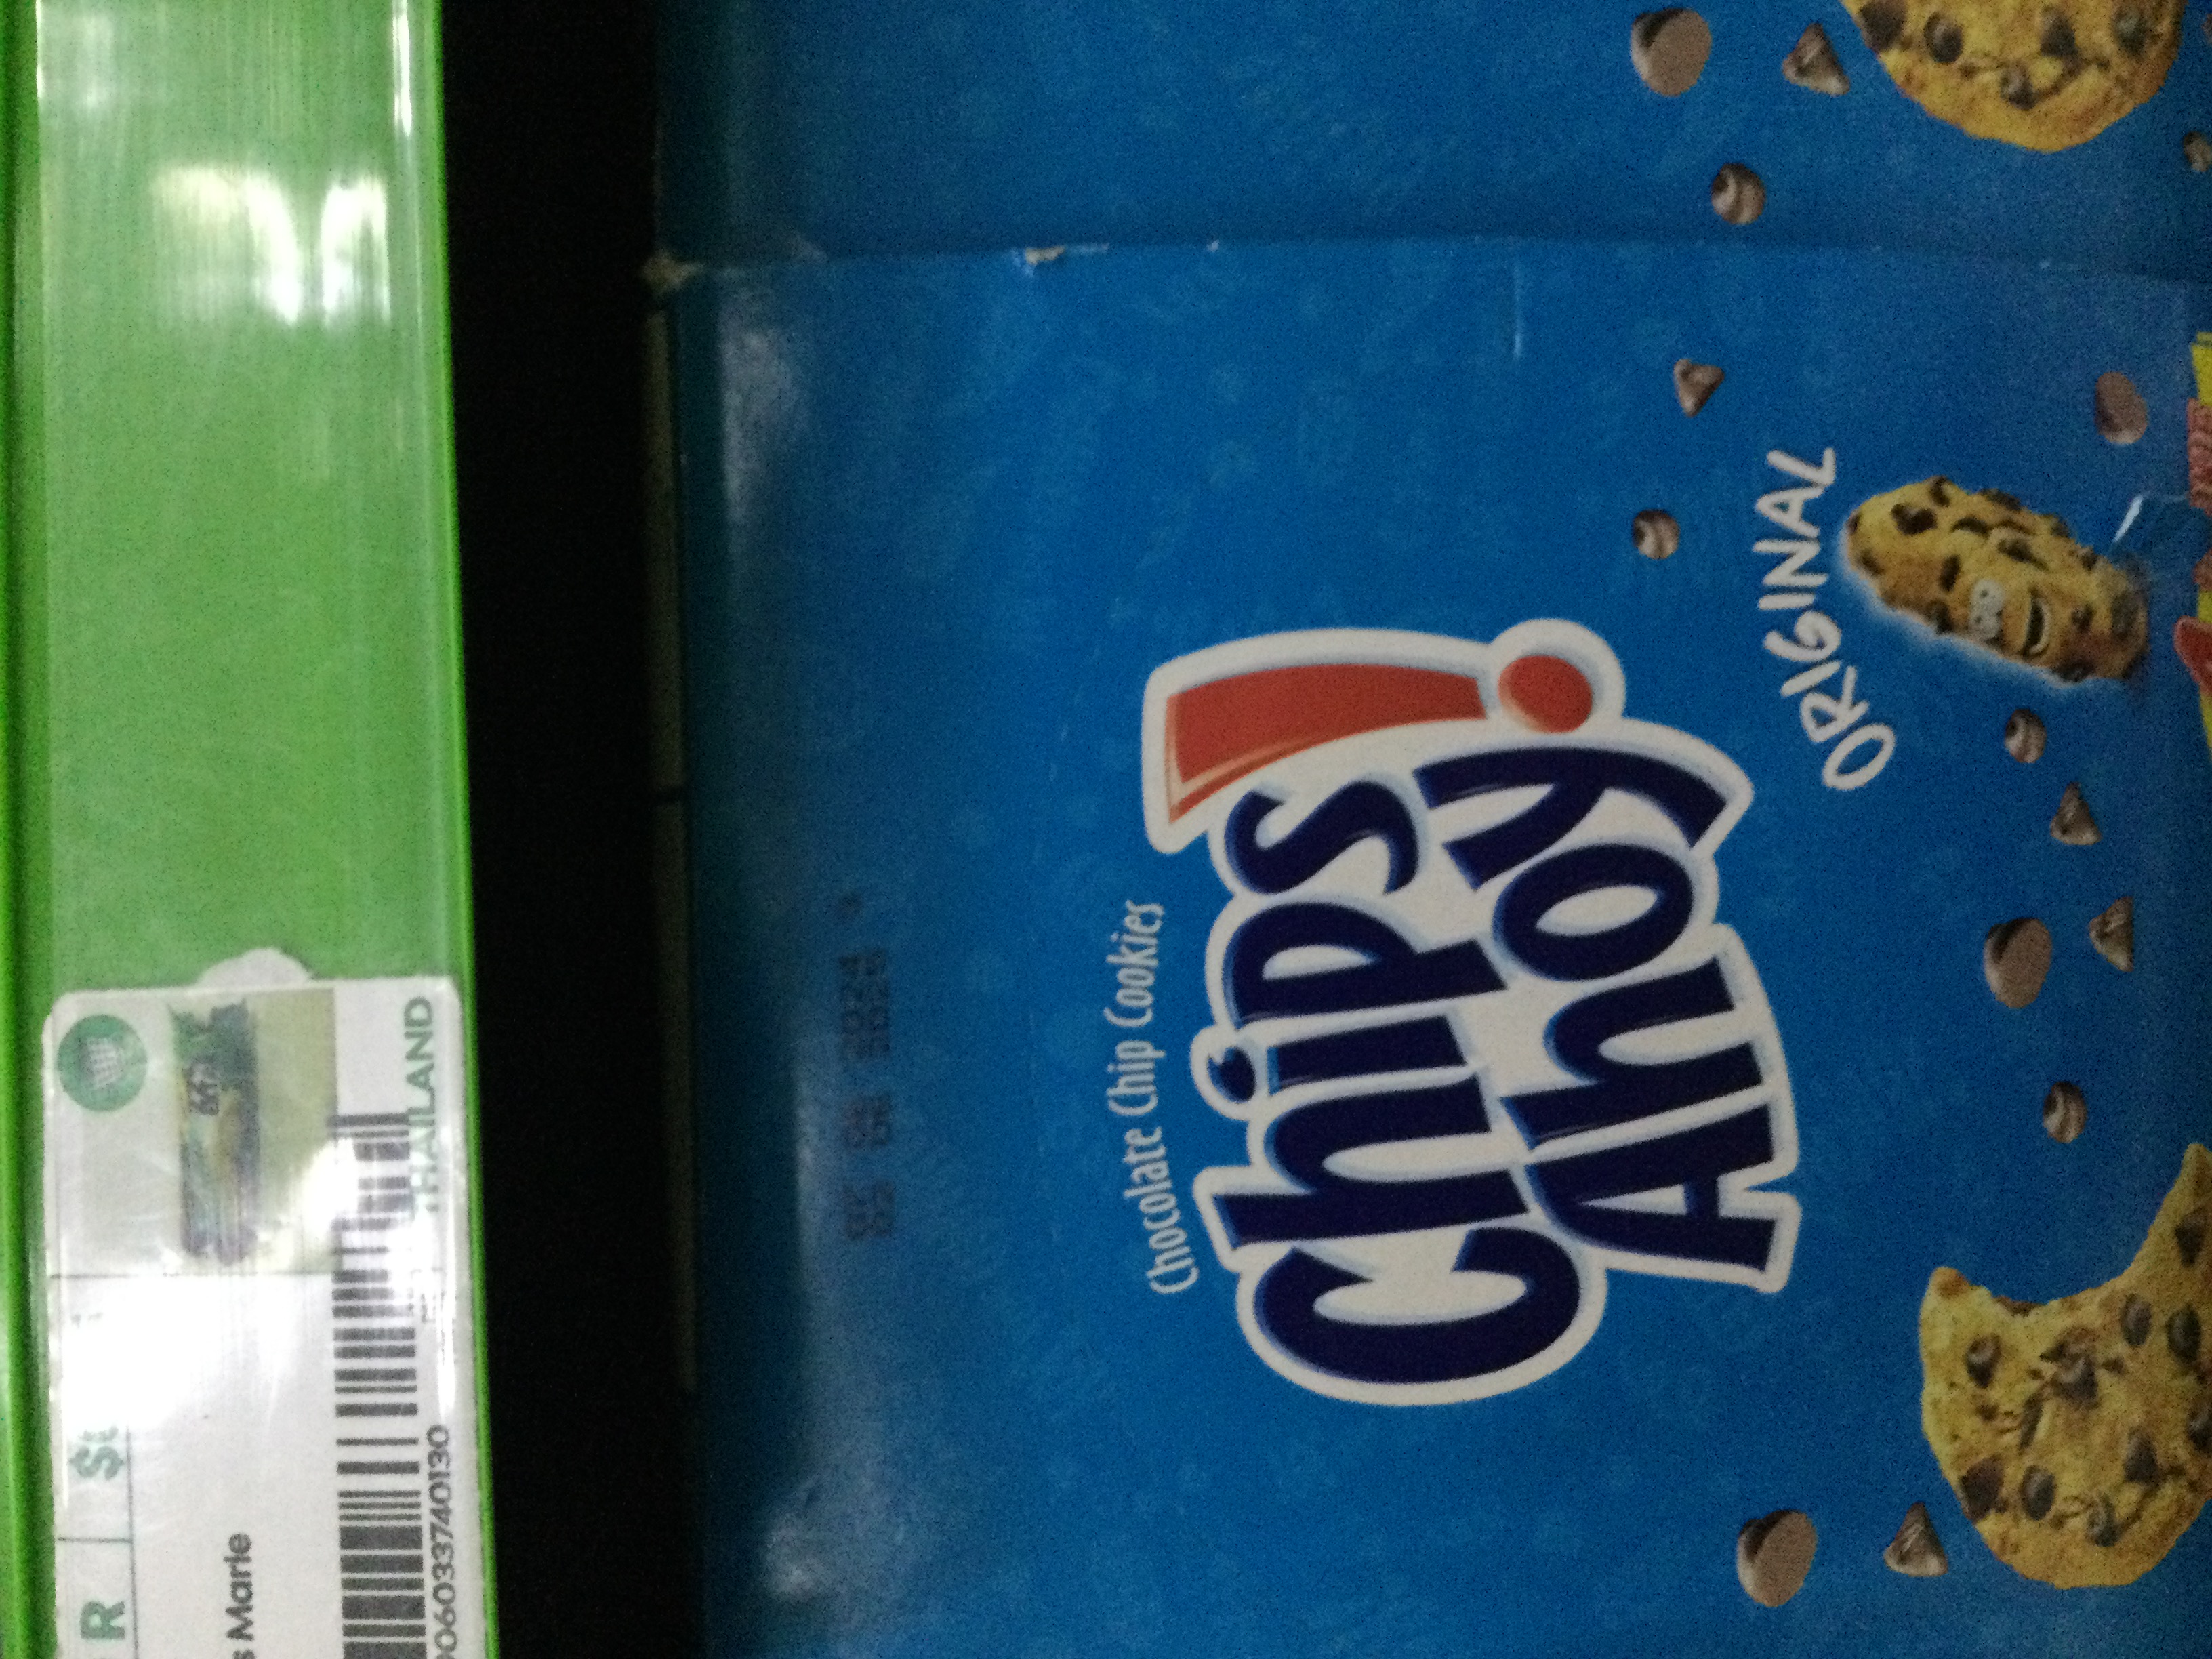 Chocolate Chip Cookies
Chips
Ahoy!
ORIGINAL
R
s Marie
THAILAND